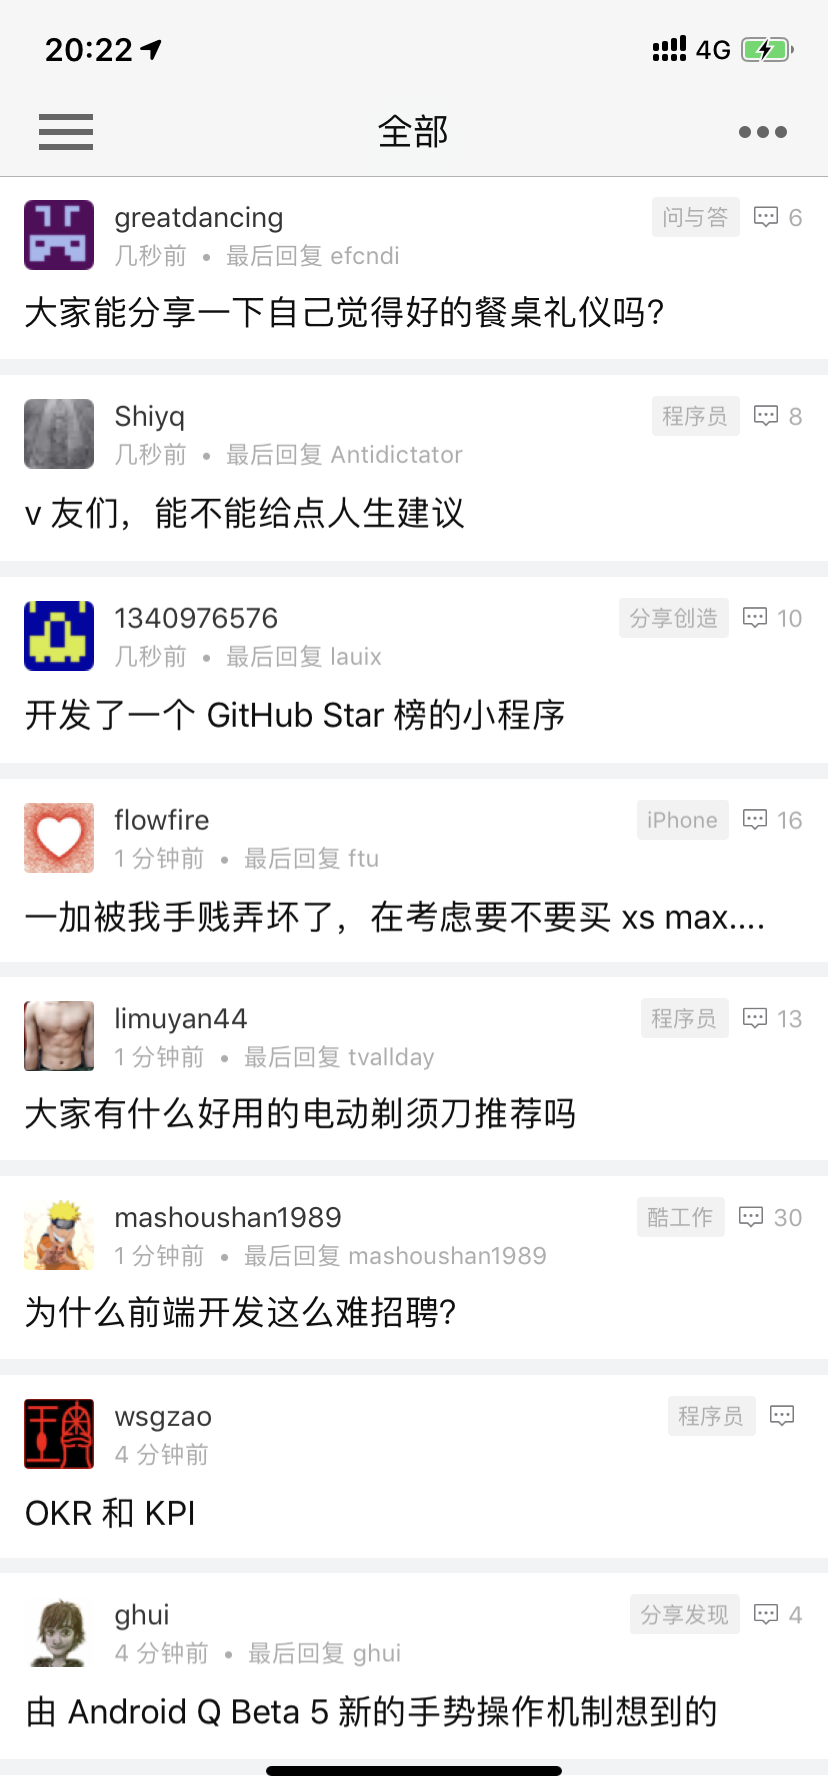 20:22 4G
全部
greatdancing 问与答 6
几秒前 • 最后回复 efcndi
大家能分享一下自己觉得好的餐桌礼仪吗?
Shiyq 程序员 8
几秒前 • 最后回复 Antidictator
v 友们，能不能给点人生建议
1340976576 分享创造 10
几秒前 • 最后回复 lauix
开发了一个 GitHub Star 榜的小程序
flowfire iPhone 16
1 分钟前 • 最后回复 ftu
一加被我手贱弄坏了，在考虑要不要买 xs max....
limuyan44 程序员 13
1 分钟前 • 最后回复 tvallday
大家有什么好用的电动剃须刀推荐吗
mashoushan1989 酷工作 30
1 分钟前 • 最后回复 mashoushan1989
为什么前端开发这么难招聘?
wsgzao 程序员
4 分钟前
OKR 和 KPI
ghui 分享发现 4
4 分钟前 • 最后回复 ghui
由 Android Q Beta 5 新的手势操作机制想到的